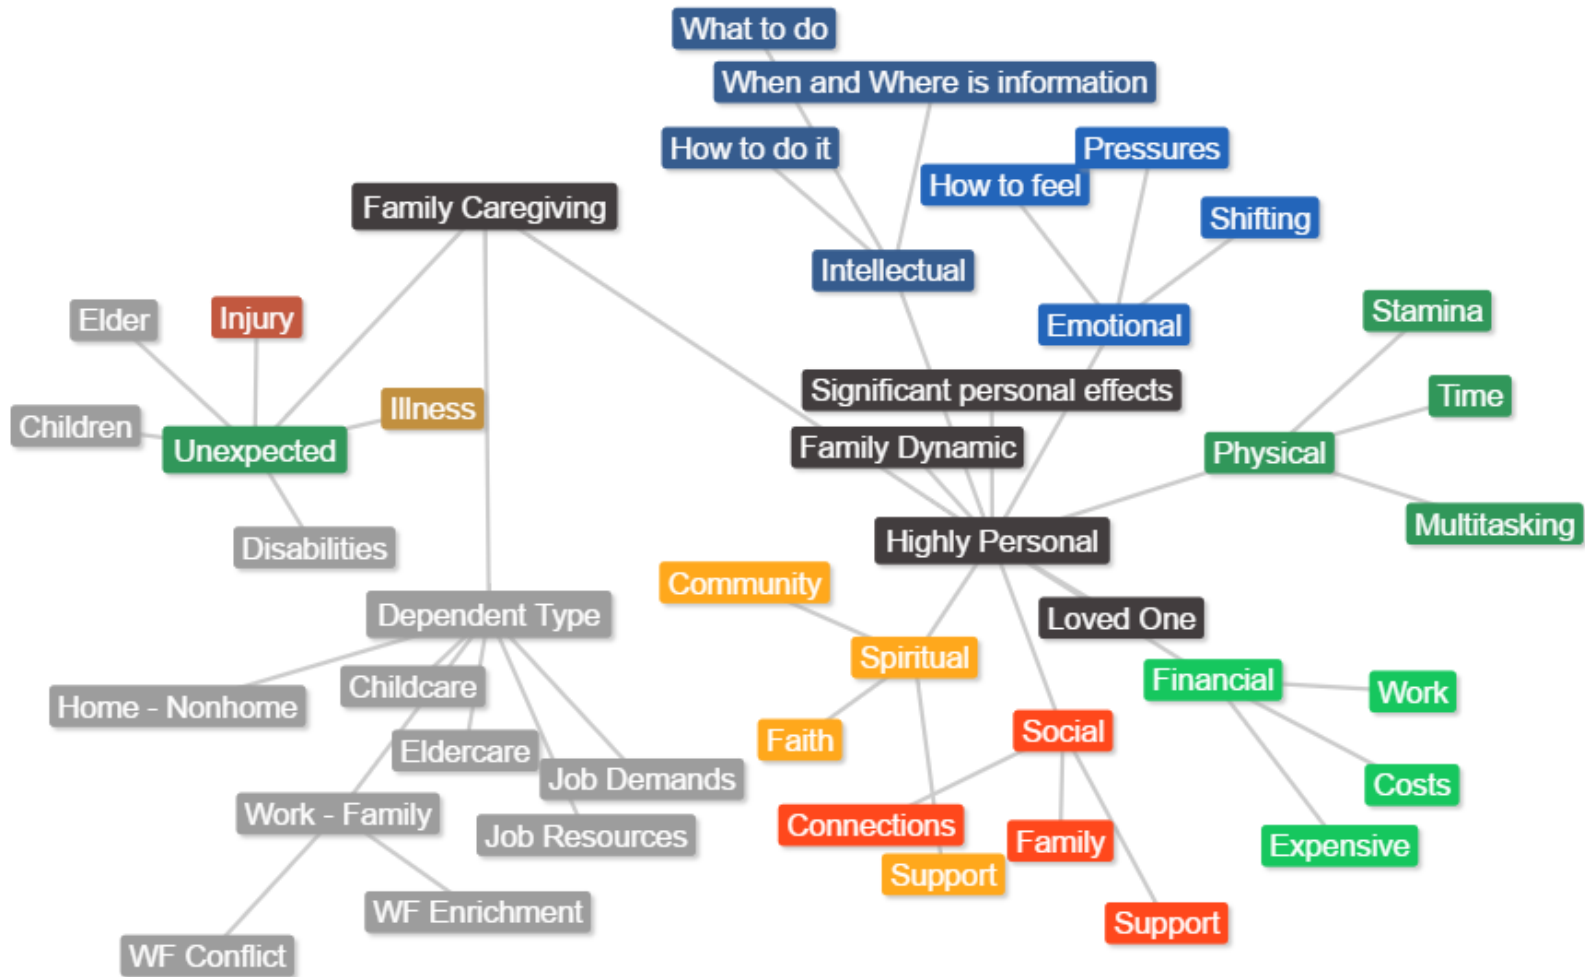 What to do
When and Where is information
How to do it
Pressures
How to feel
Family Caregiving
Shifting
Intellectual
Elder
Injury
Emotional
Stamina
Significant personal effects
Time
Children
Illness
Unexpected
Family Dynamic
Physical
Disabilities
Highly Personal
Multitasking
Community
Dependent Type
Loved One
Spiritual
Financial
Work
Home - Nonhome
Childcare
Faith
Social
Eldercare
Job Demands
Costs
Work - Family
Job Resources
Connections
Family
Expensive
Support
WF Enrichment
Support
WF Conflict